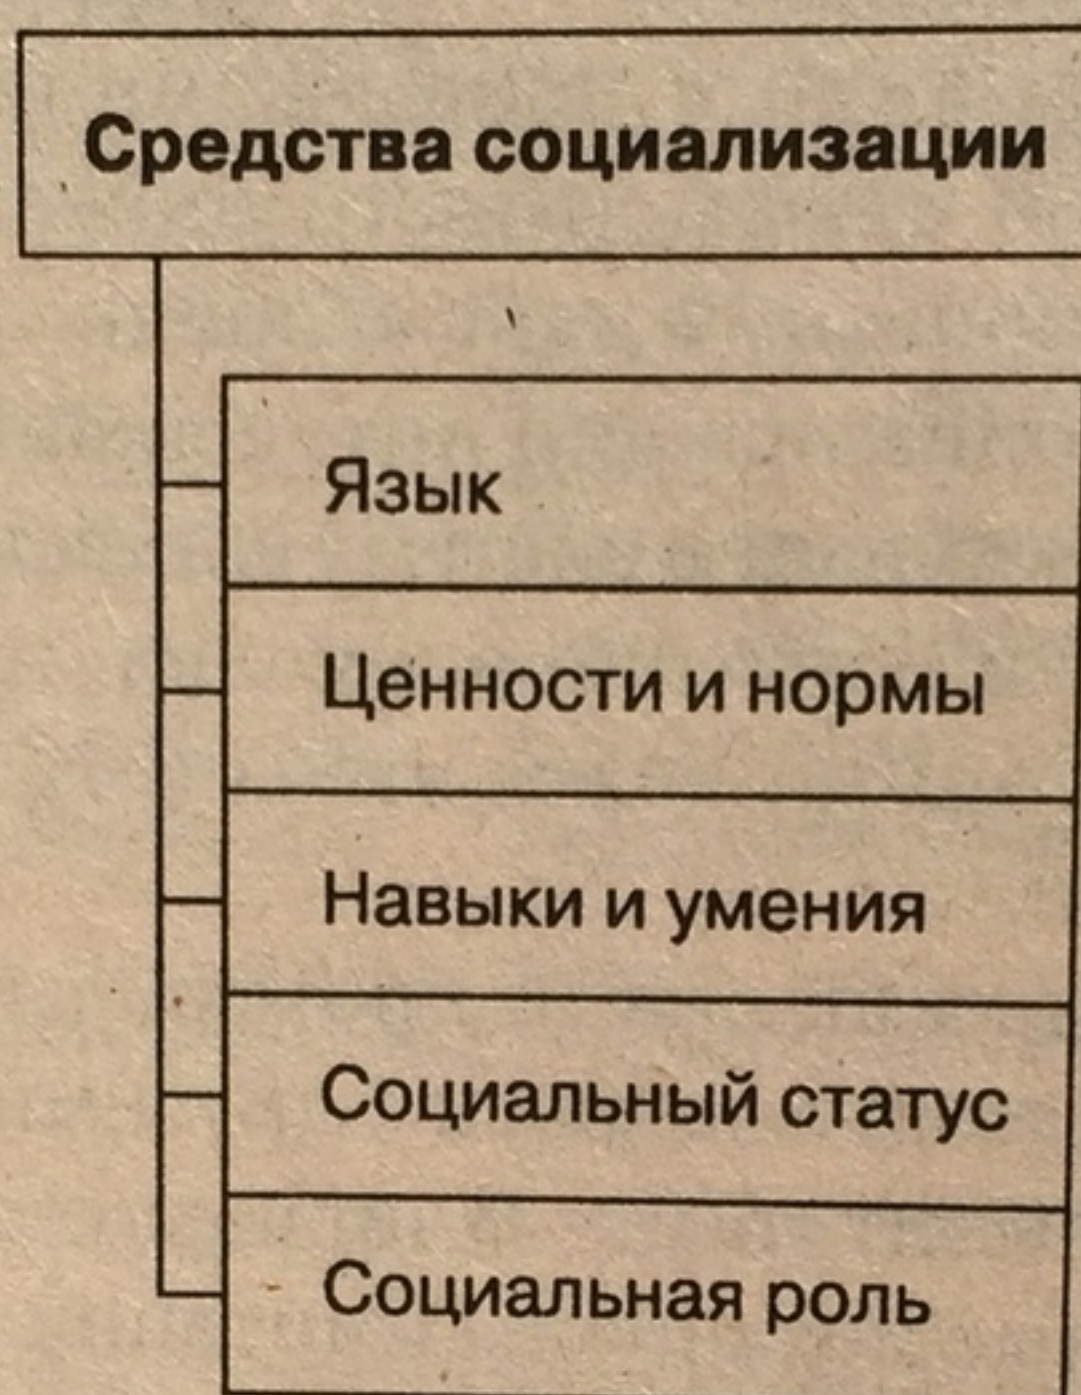 Средства социализации
Язык
Ценности и нормы
Навыки и умения
Социальный статус
Социальная роль